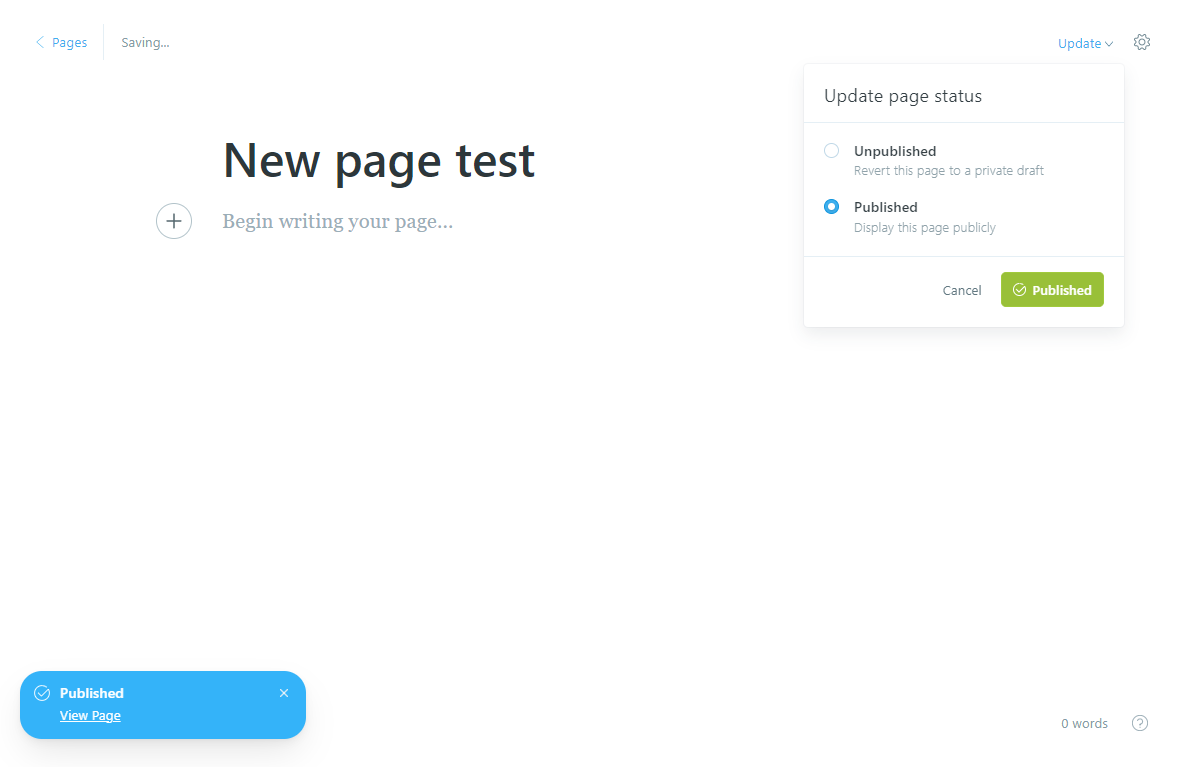 Pages
Saving...
Update
Update page status
Unpublished
Revert this page to a private draft
Published
Display this page publicly
Cancel
Published
New page test
Begin writing your page...
Published
View Page
0 words